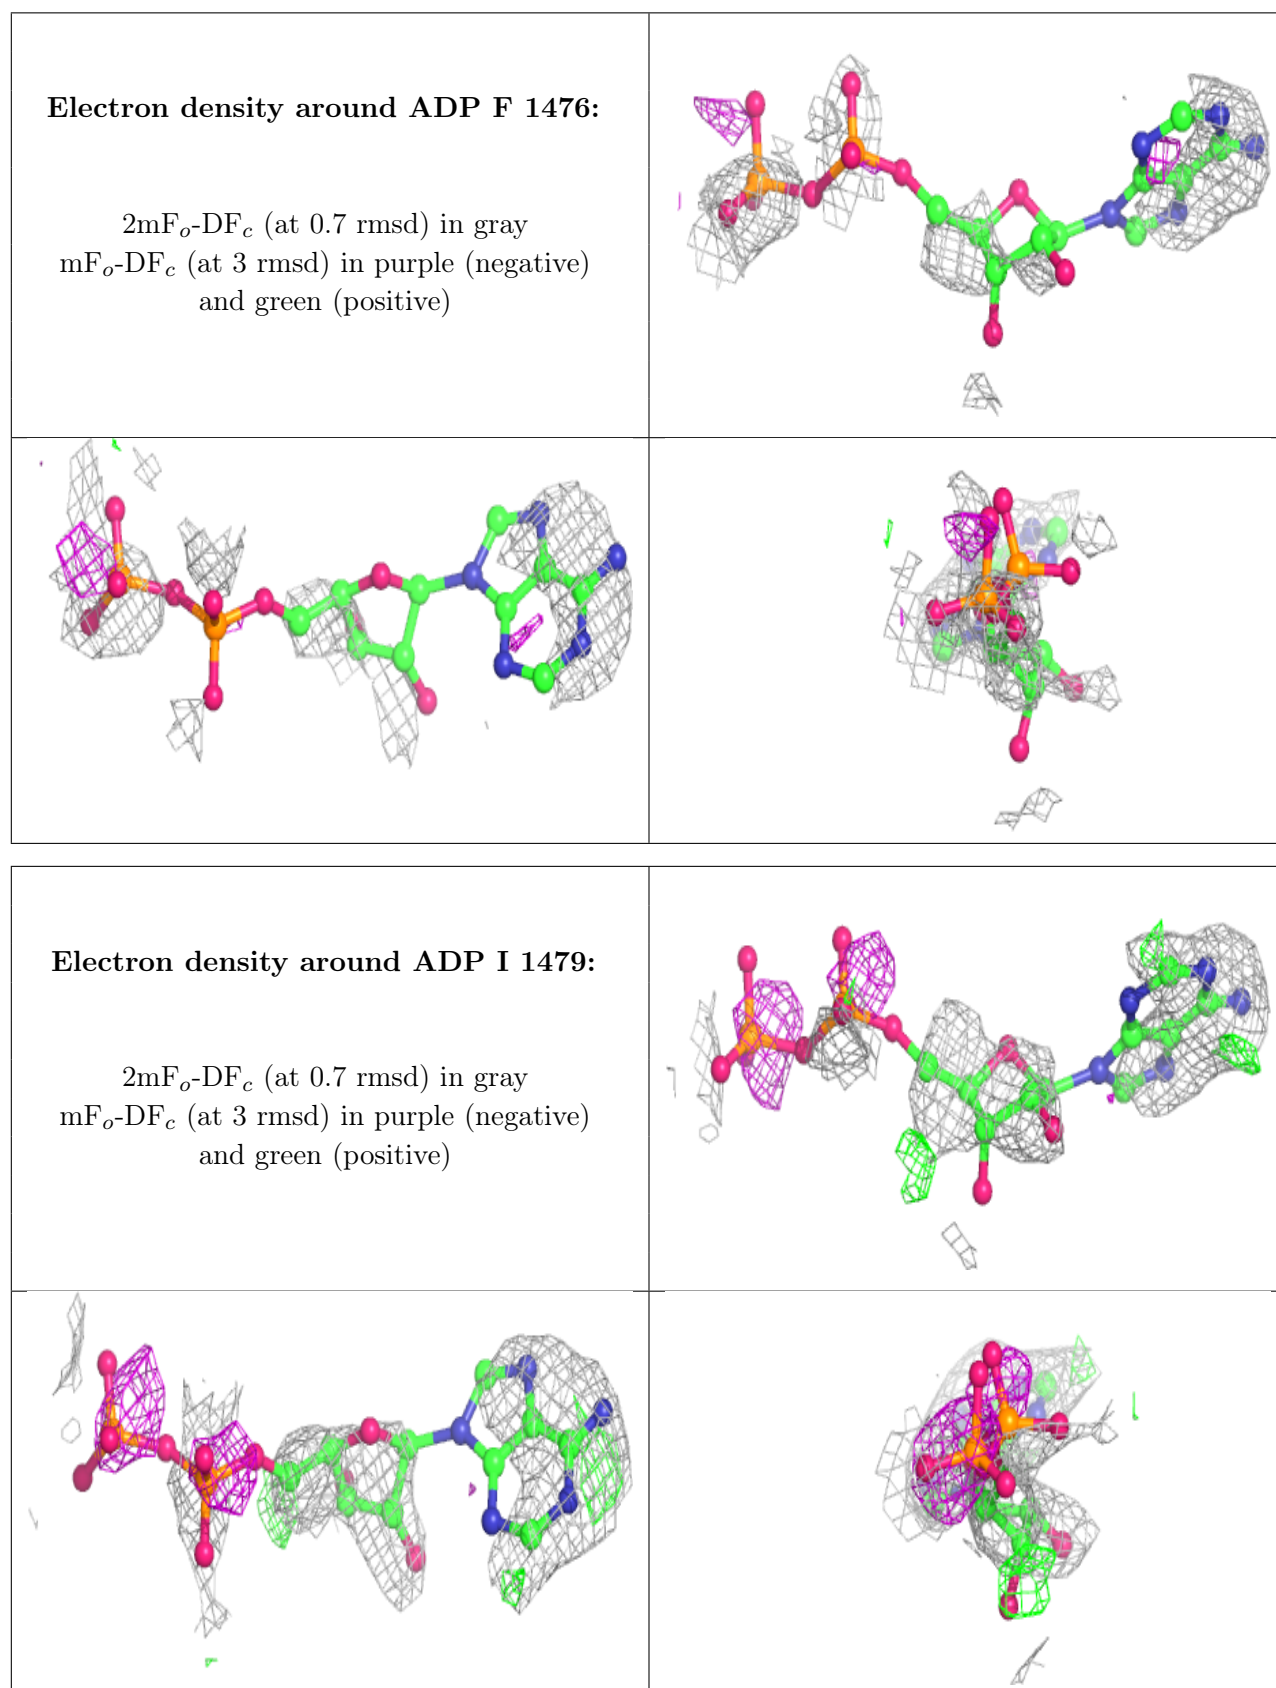 Electron density around ADP F 1476:
2mFₒ-DF𝒸 (at 0.7 rmsd) in gray
mFₒ-DF𝒸 (at 3 rmsd) in purple (negative)
and green (positive)
Electron density around ADP I 1479:
2mFₒ-DF𝒸 (at 0.7 rmsd) in gray
mFₒ-DF𝒸 (at 3 rmsd) in purple (negative)
and green (positive)